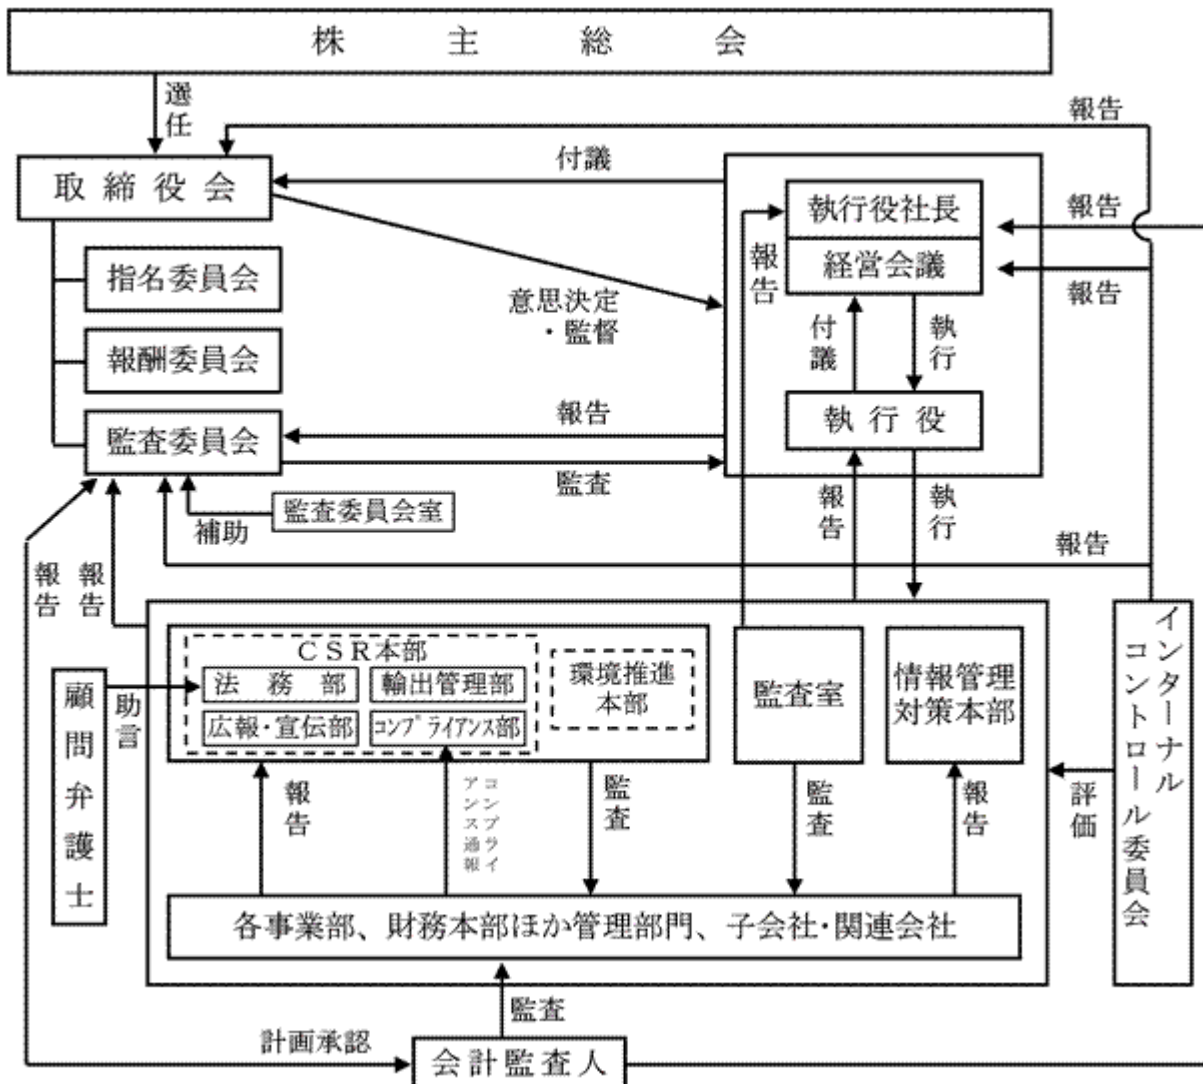 株主総会
選任
報告
取締役会
付議
執行役社長
報告
指名委員会
報告
経営会議
報告
意思決定
・監督
付議
執行
報酬委員会
報告
執行役
監査委員会
監査
監査委員会室
補助
報告
執行
報告
報告
報告
インターナル
コントロール委員会
CSR本部
法務部
輸出管理部
環境推進
本部
監査室
情報管理
対策本部
顧問弁護士
助言
広報・宣伝部
コンプライアンス部
報告
コンプライ
アンス通報
監査
監査
報告
評価
各事業部、財務本部ほか管理部門、子会社・関連会社
監査
計画承認
会計監査人